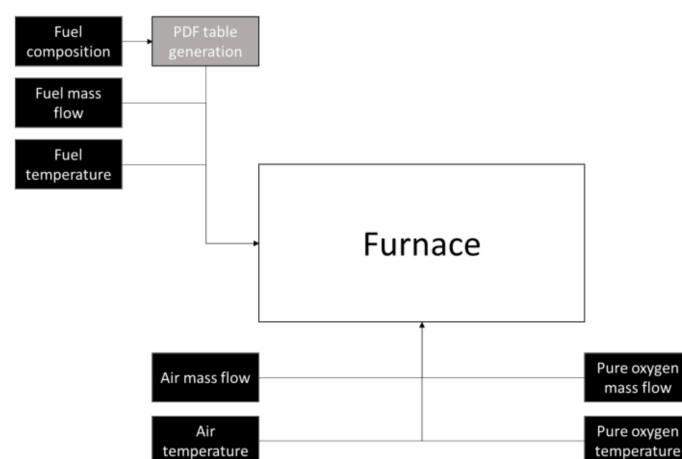 Fuel
composition
PDF table
generation
Fuel mass
flow
Fuel
temperature
Furnace
Air mass flow
Pure oxygen
mass flow
Air
temperature
Pure oxygen
temperature